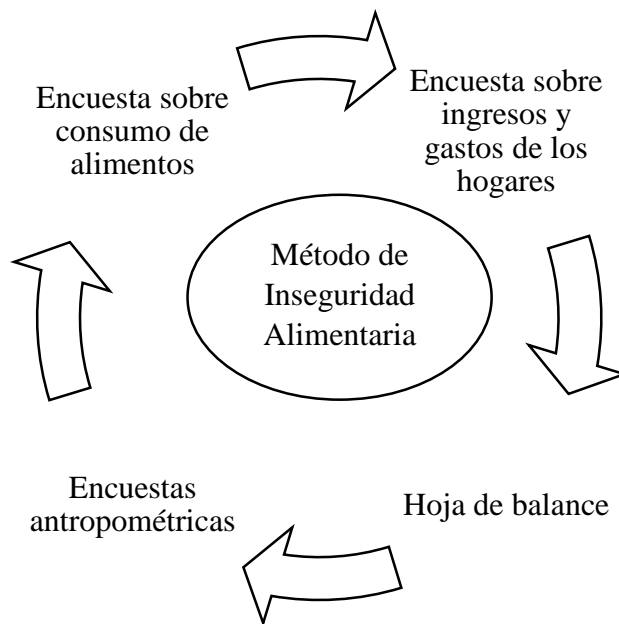 Encuesta sobre
consumo de
alimentos
Encuesta sobre
ingresos y
gastos de los
hogares
Método de
Inseguridad
Alimentaria
Encuestas
antropométricas
Hoja de balance